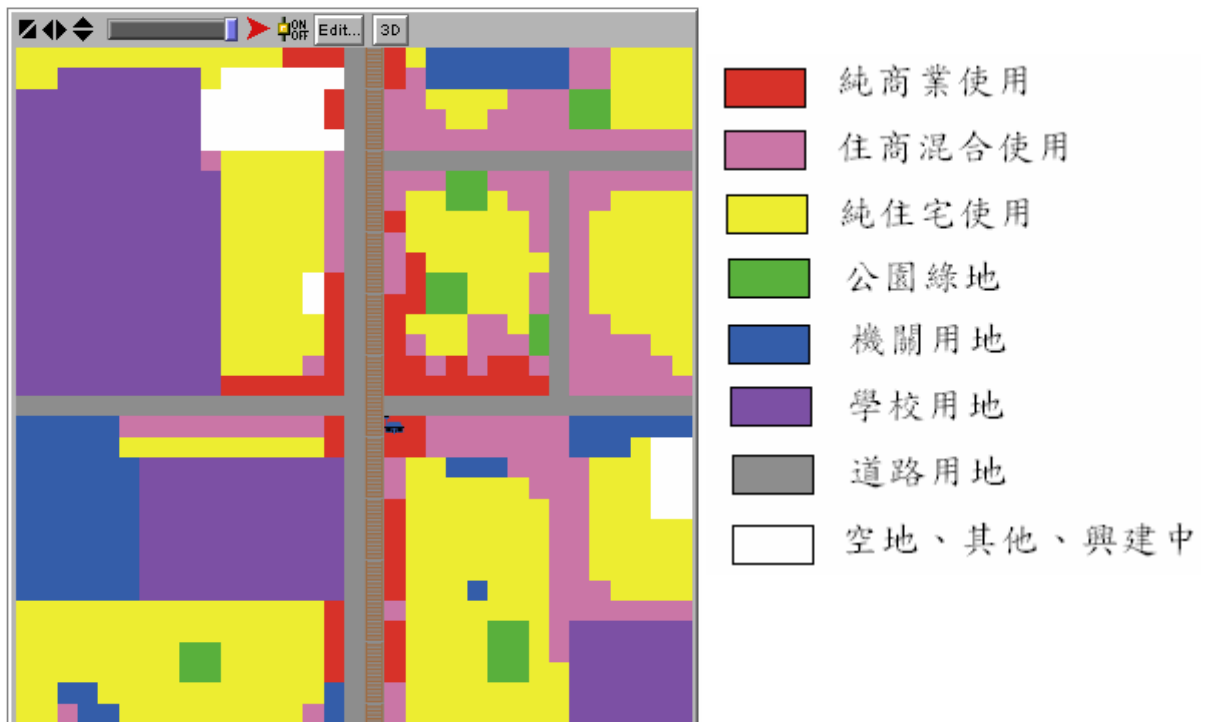 ON
OFF
Edit...
3D
純商業使用
住商混合使用
純住宅使用
公園綠地
機關用地
學校用地
道路用地
空地、其他、興建中